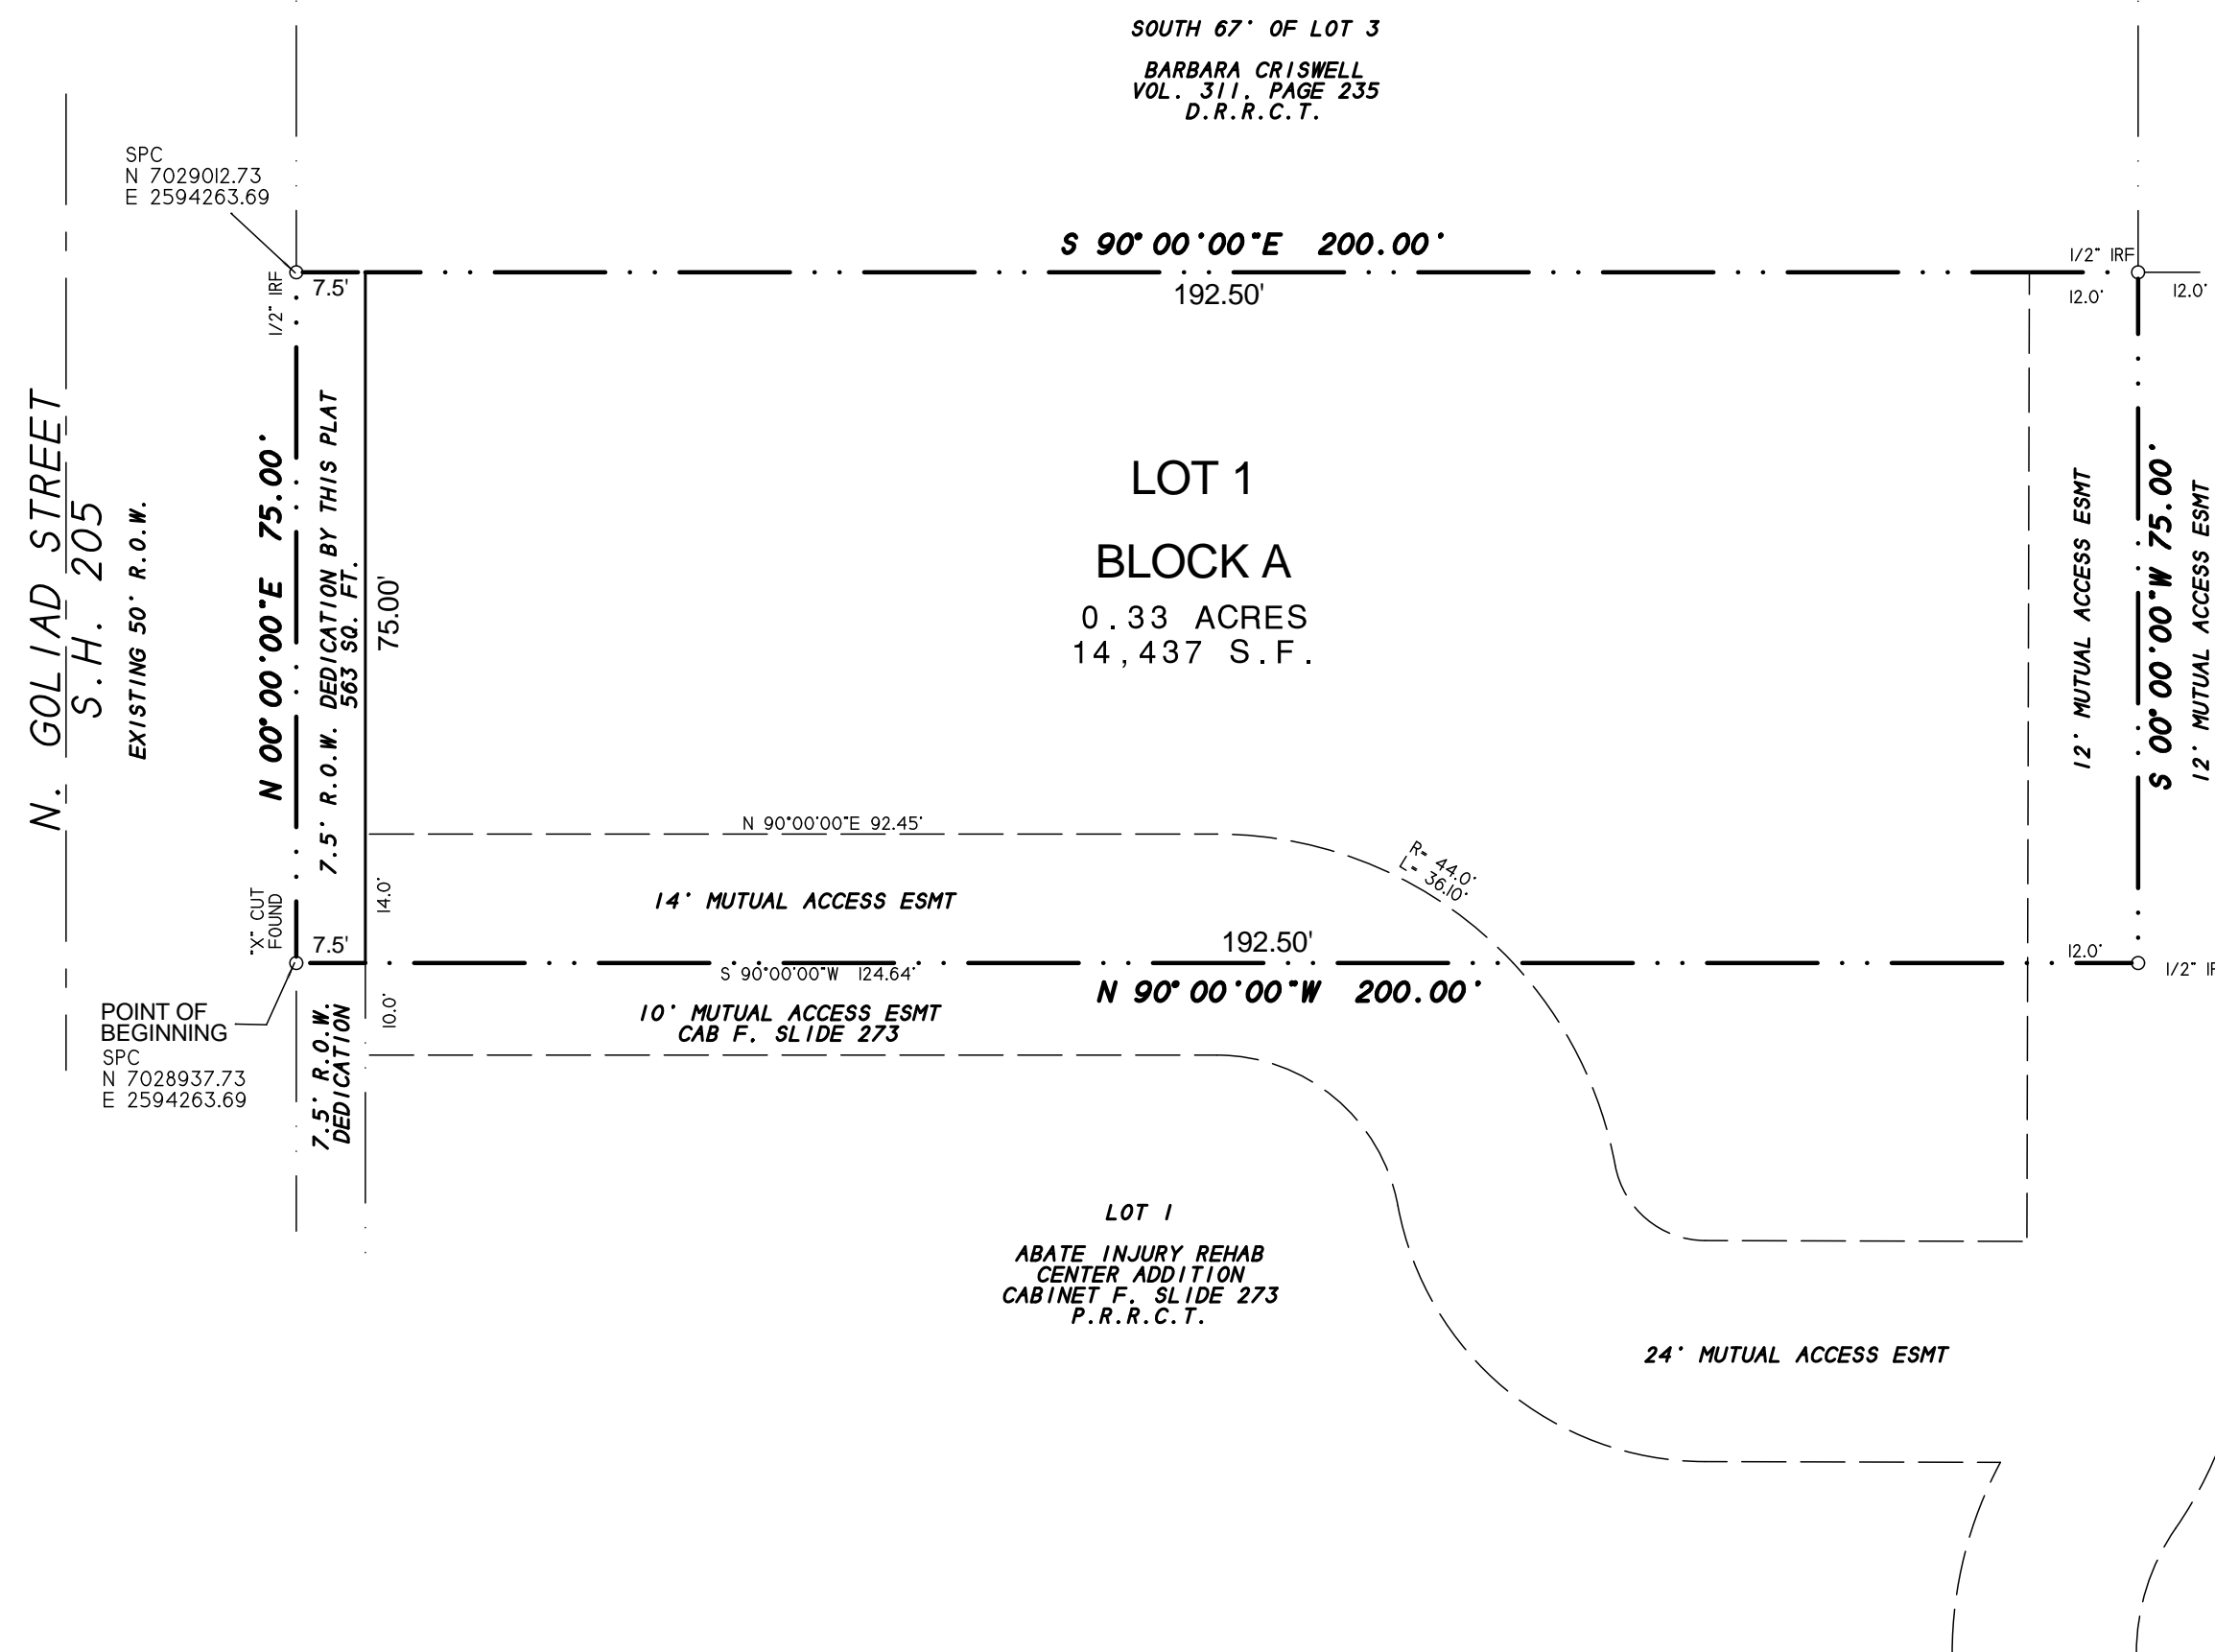 SOUTH 67' OF LOT 3
BARBARA CRISWELL
VOL. 311, PAGE 235
D.R.R.C.T.
SPC
N 7029012.73
E 2594263.69
S 90°00'00"E 200.00'
192.50'
1/2" IRF
7.5'
1/2" IRF
12.0'
12.0'
N. GOLIAD STREET
S.H. 205
EXISTING 50' R.O.W.
N 00°00'00"E 75.00'
7.5' R.O.W. DEDICATION BY THIS PLAT
563 SQ. FT.
75.00'
LOT 1
BLOCK A
0.33 ACRES
14,437 S.F.
12' MUTUAL ACCESS ESMT
S 00°00'00"W 75.00'
12' MUTUAL ACCESS ESMT
N 90°00'00"E 92.45'
R= 44.0'
L= 36.10'
14.0'
14' MUTUAL ACCESS ESMT
"X" CUT
FOUND
7.5'
192.50'
12.0'
S 90°00'00"W 124.64'
N 90°00'00"W 200.00'
1/2" IR
POINT OF
BEGINNING
SPC
N 7028937.73
E 2594263.69
7.5' R.O.W.
DEDICATION
10.0'
10' MUTUAL ACCESS ESMT
CAB F, SLIDE 273
LOT 1
ABATE INJURY REHAB
CENTER ADDITION
CABINET F, SLIDE 273
P.R.R.C.T.
24' MUTUAL ACCESS ESMT